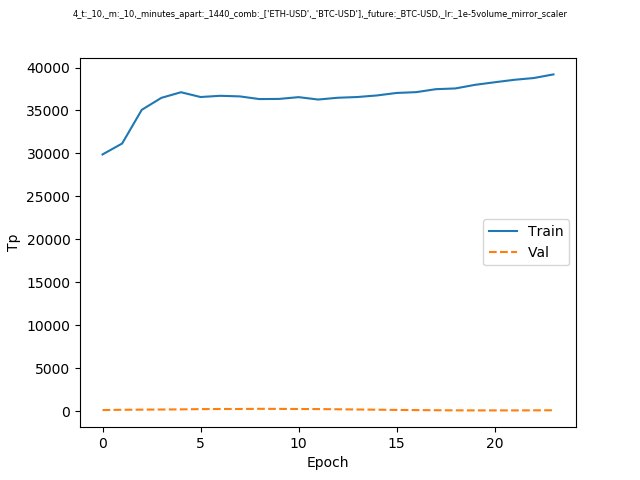 4_t:_10,_m:_10,_minutes_apart:_1440_comb:_['ETH-USD',_'BTC-USD'],_future:_BTC-USD,_lr:_1e-5volume_mirror_scaler
40000
35000
30000
25000
20000
15000
10000
5000
0
Tp
Train
Val
0 5 10 15 20
Epoch